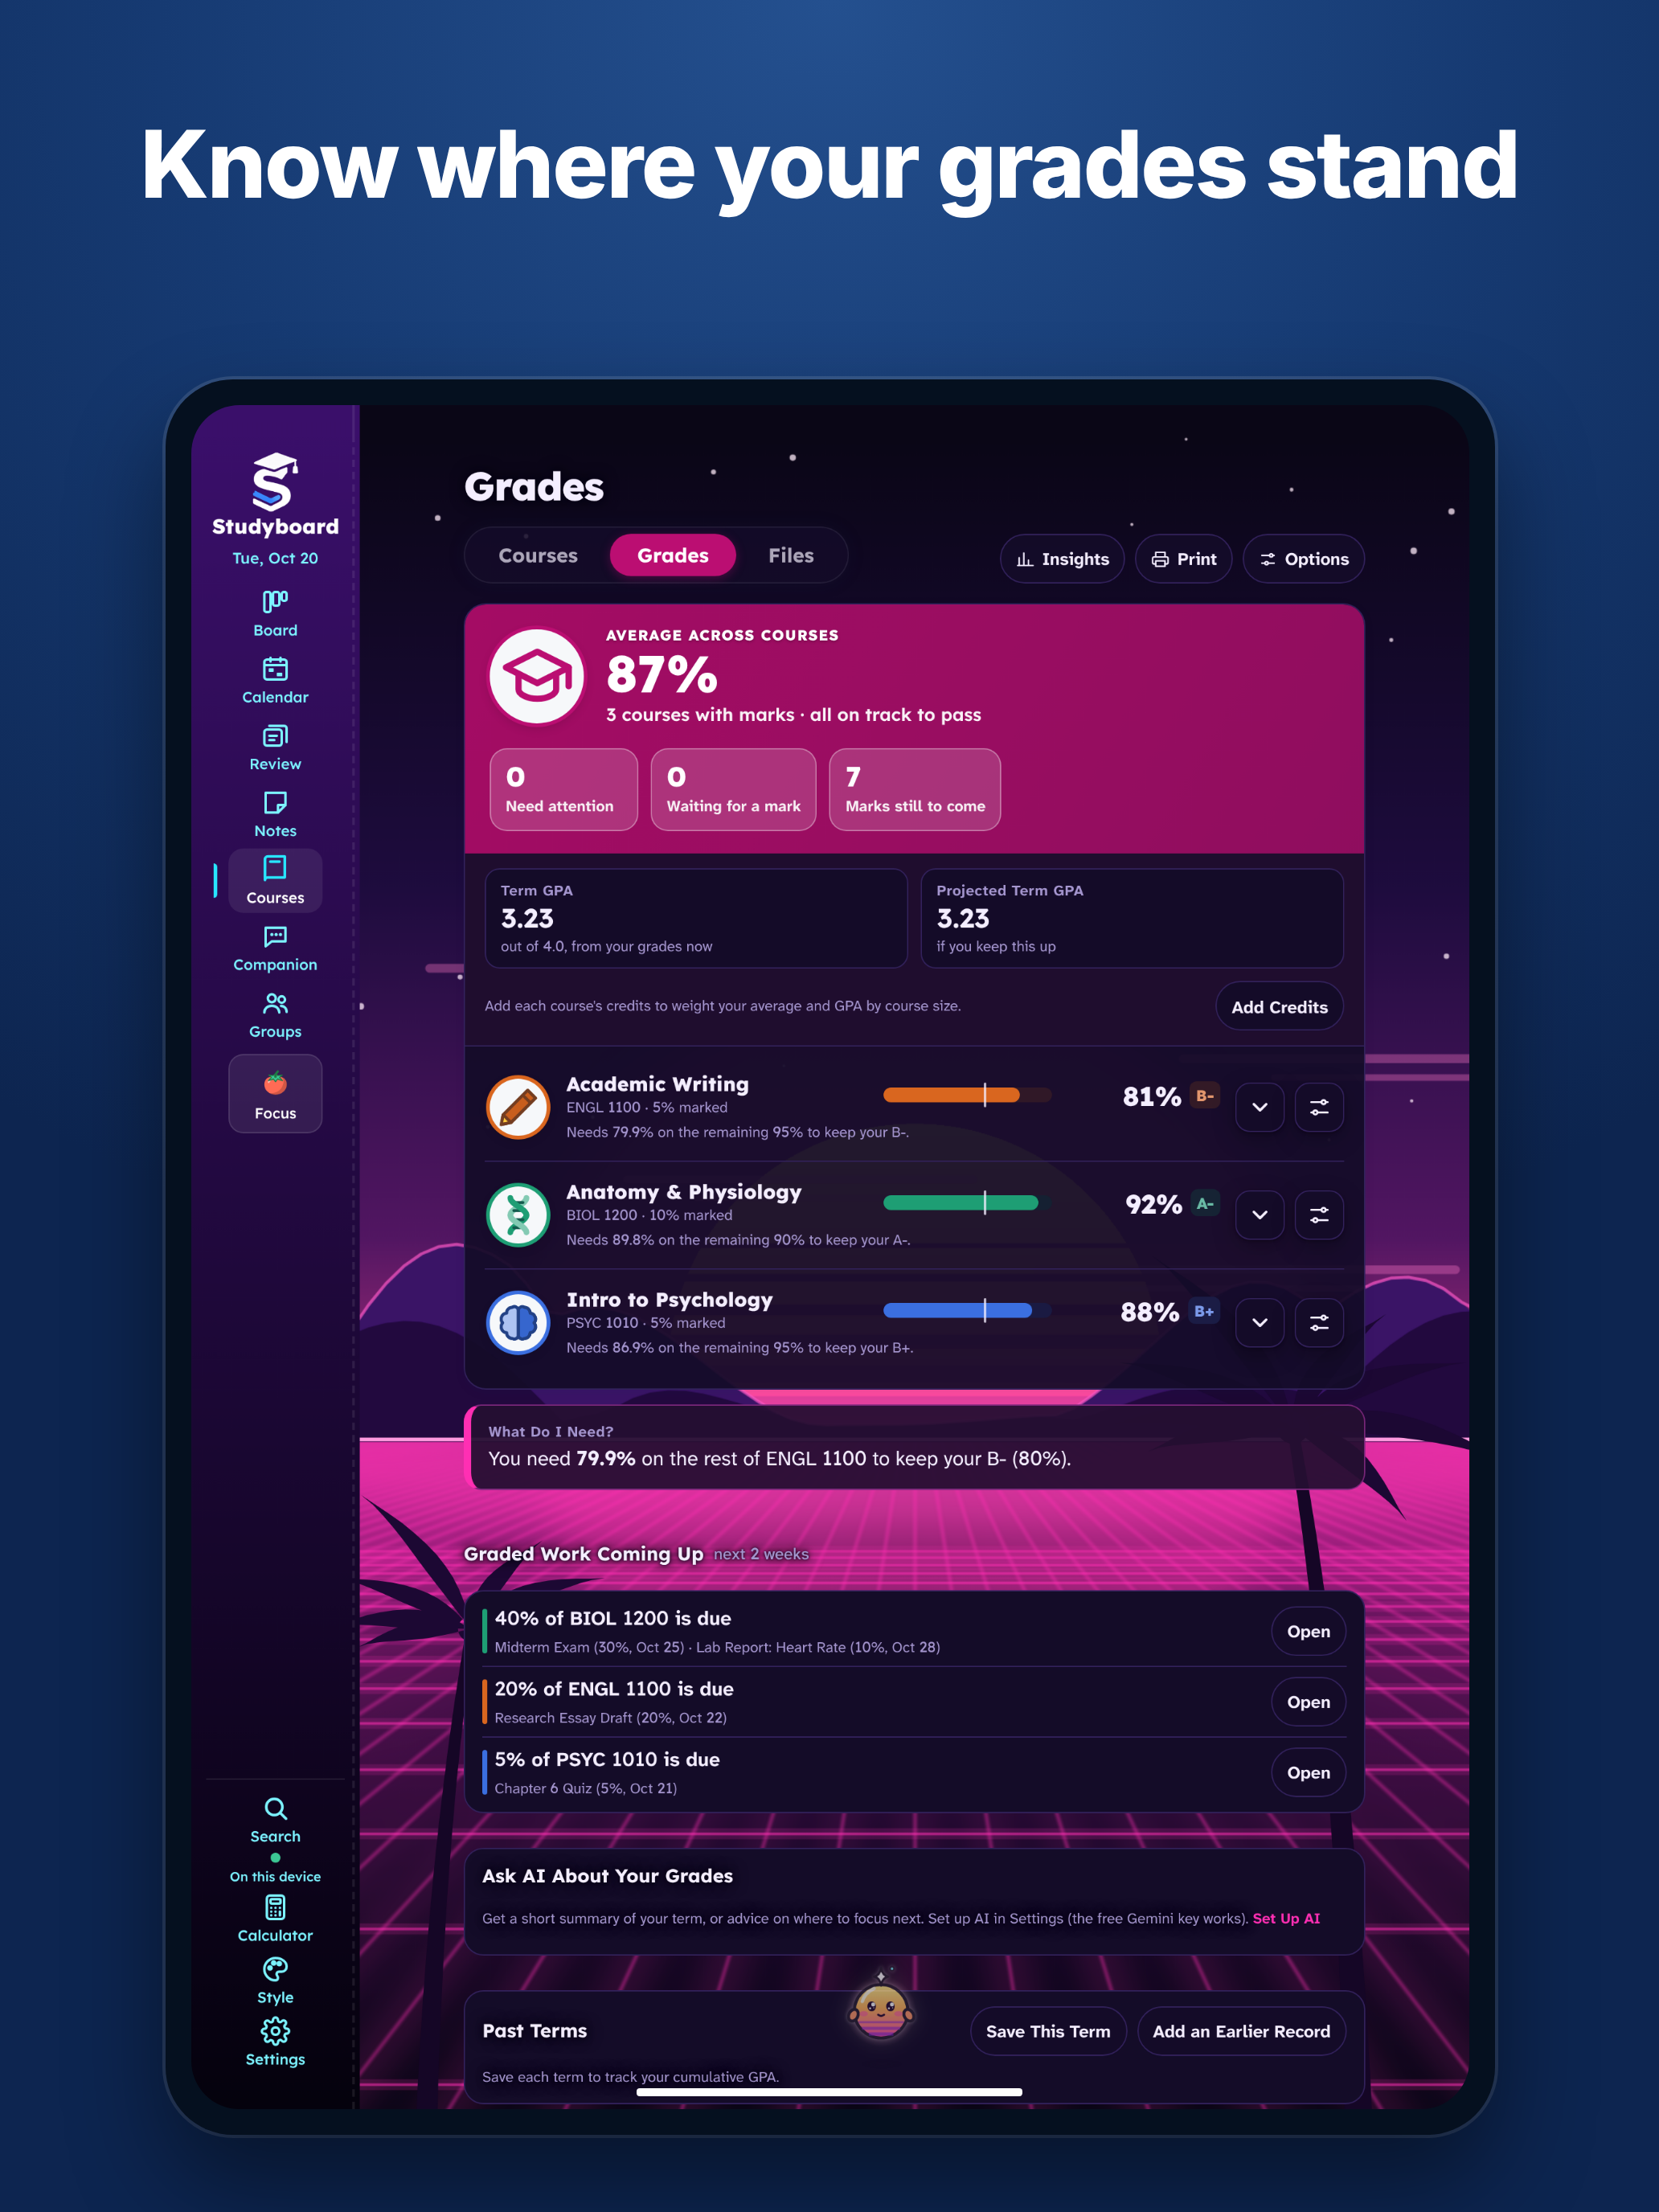 Know where your grades stand
Studyboard
Tue, Oct 20
Board
Calendar
Review
Notes
Courses
Companion
Groups
Focus
Search
On this device
Calculator
Style
Settings
Grades
Courses Grades Files
Insights Print Options
AVERAGE ACROSS COURSES
87%
3 courses with marks · all on track to pass
0
Need attention
0
Waiting for a mark
7
Marks still to come
Term GPA
3.23
out of 4.0, from your grades now
Projected Term GPA
3.23
if you keep this up
Add each course's credits to weight your average and GPA by course size.
Add Credits
Academic Writing
ENGL 1100 · 5% marked
Needs 79.9% on the remaining 95% to keep your B-.
81% B-
Anatomy & Physiology
BIOL 1200 · 10% marked
Needs 89.8% on the remaining 90% to keep your A-.
92% A-
Intro to Psychology
PSYC 1010 · 5% marked
Needs 86.9% on the remaining 95% to keep your B+.
88% B+
What Do I Need?
You need 79.9% on the rest of ENGL 1100 to keep your B- (80%).
Graded Work Coming Up next 2 weeks
40% of BIOL 1200 is due
Midterm Exam (30%, Oct 25) · Lab Report: Heart Rate (10%, Oct 28)
Open
20% of ENGL 1100 is due
Research Essay Draft (20%, Oct 22)
Open
5% of PSYC 1010 is due
Chapter 6 Quiz (5%, Oct 21)
Open
Ask AI About Your Grades
Get a short summary of your term, or advice on where to focus next. Set up AI in Settings (the free Gemini key works). Set Up AI
Past Terms
Save This Term
Add an Earlier Record
Save each term to track your cumulative GPA.